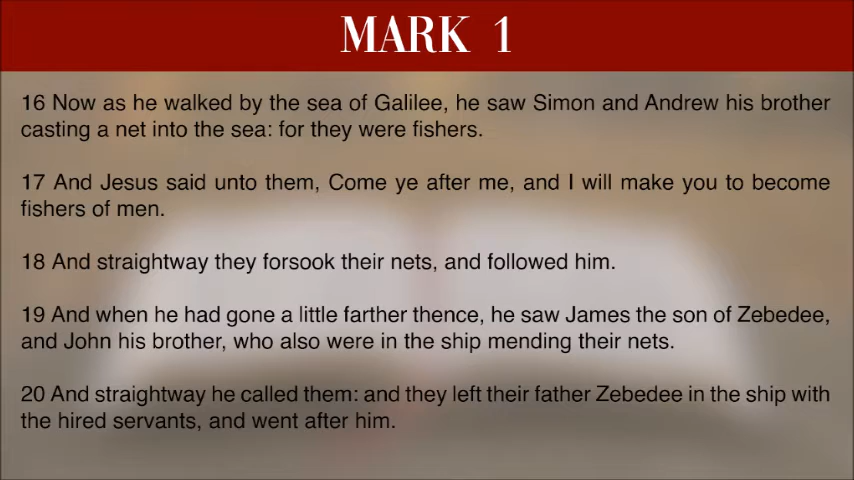 MARK 1
16 Now as he walked by the sea of Galilee, he saw Simon and Andrew his brother
casting a net into the sea: for they were fishers.
17 And Jesus said unto them, Come ye after me, and I will make you to become
fishers of men.
18 And straightway they forsook their nets, and followed him.
19 And when he had gone a little farther thence, he saw James the son of Zebedee,
and John his brother, who also were in the ship mending their nets.
20 And straightway he called them: and they left their father Zebedee in the ship with
the hired servants, and went after him.